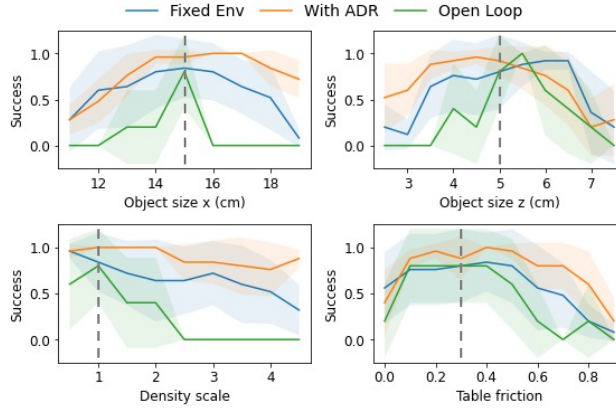 Fixed Env With ADR Open Loop
Success
1.0
0.5
0.0
12 14 16 18
Object size x (cm)
Success
1.0
0.5
0.0
3 4 5 6 7
Object size z (cm)
Success
1.0
0.5
0.0
1 2 3 4
Density scale
Success
1.0
0.5
0.0
0.0 0.2 0.4 0.6 0.8
Table friction